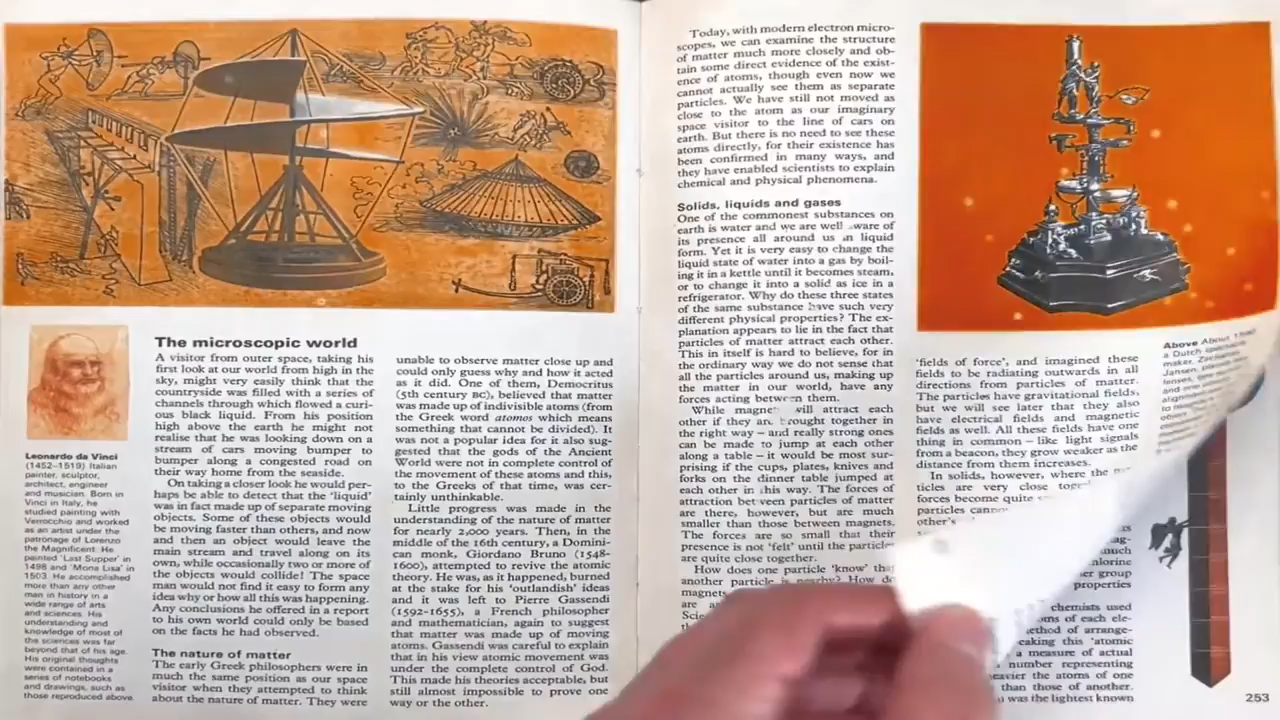 Leonardo da Vinci
(1452–1519) Italian
painter, sculptor,
architect, engineer
and musician. Born in
Vinci in Italy, he
studied painting with
Verrocchio and worked
as an artist under the
patronage of Lorenzo
the Magnificent. He
painted 'Last Supper' in
1498 and 'Mona Lisa' in
1503. He accomplished
more than any other
man in history in a
wide range of arts
and sciences. His
understanding and
knowledge of most of
the sciences was far
beyond that of his age.
His original thoughts
were contained in a
series of notebooks
and drawings, such as
those reproduced above.
The microscopic world
A visitor from outer space, taking his
first look at our world from high in the
sky, might very easily think that the
countryside was filled with a series of
channels through which flowed a curi-
ous black liquid. From his position
high above the earth he might not
realise that he was looking down on a
stream of cars moving bumper to
bumper along a congested road on
their way home from the seaside.
On taking a closer look he would per-
haps be able to detect that the 'liquid'
was in fact made up of separate moving
objects. Some of these objects would
be moving faster than others, and now
and then an object would leave the
main stream and travel along on its
own, while occasionally two or more of
the objects would collide! The space
man would not find it easy to form any
idea why or how all this was happening.
Any conclusions he offered in a report
to his own world could only be based
on the facts he had observed.
The nature of matter
The early Greek philosophers were in
much the same position as our space
visitor when they attempted to think
about the nature of matter. They were
unable to observe matter close up and
could only guess why and how it acted
as it did. One of them, Democritus
(5th century BC), believed that matter
was made up of indivisible atoms (from
the Greek word atomos which means
something that cannot be divided). It
was not a popular idea for it also sug-
gested that the gods of the Ancient
World were not in complete control of
the movement of these atoms and this,
to the Greeks of that time, was cer-
tainly unthinkable.
Little progress was made in the
understanding of the nature of matter
for nearly 2,000 years. Then, in the
middle of the 16th century, a Domini-
can monk, Giordano Bruno (1548-
1600), attempted to revive the atomic
theory. He was, as it happened, burned
at the stake for his 'outlandish' ideas
and it was left to Pierre Gassendi
(1592–1655), a French philosopher
and mathematician, again to suggest
that matter was made up of moving
atoms. Gassendi was careful to explain
that in his view atomic movement was
under the complete control of God.
This made his theories acceptable, but
still almost impossible to prove one
way or the other.
Today, with modern electron micro-
scopes, we can examine the structure
of matter much more closely and ob-
tain some direct evidence of the exist-
ence of atoms, though even now we
cannot actually see them as separate
particles. We have still not moved as
close to the atom as our imaginary
space visitor to the line of cars on
earth. But there is no need to see these
atoms directly, for their existence has
been confirmed in many ways, and
they have enabled scientists to explain
chemical and physical phenomena.
Solids, liquids and gases
One of the commonest substances on
earth is water and we are well aware of
its presence all around us in liquid
form. Yet it is very easy to change the
liquid state of water into a gas by boil-
ing it in a kettle until it becomes steam,
or to change it into a solid as ice in a
refrigerator. Why do these three states
of the same substance have such very
different physical properties? The ex-
planation appears to lie in the fact that
particles of matter attract each other.
This in itself is hard to believe, for in
the ordinary way we do not sense that
all the particles around us, making up
the matter in our world, have any
forces acting between them.
While magne will attract each
other if they are brought together in
the right way – and really strong ones
can be made to jump at each other
along a table – it would be most sur-
prising if the cups, plates, knives and
forks on the dinner table jumped at
each other in this way. The forces of
attraction between particles of matter
are there, however, but are much
smaller than those between magnets.
The forces are so small that their
presence is not 'felt' until the particles
are quite close together.
How does one particle 'know' that
another particle is nearby? How do
magnets
are a
Scie
'fields of force', and imagined these
fields to be radiating outwards in all
directions from particles of matter.
The particles have gravitational fields,
but we will see later that they also
have electrical fields and magnetic
fields as well. All these fields have one
thing in common – like light signals
from a beacon, they grow weaker as the
distance from them increases.
In solids, however, where the
ticles are very close
forces become quite
particles
other's
much
group
properties
chemists used
of each ele-
of arrange-
this 'atomic
a measure of actual
number representing
the atoms of one
than those of another.
was the lightest known
Above About
a Dutch
maker,
Jansen,
lenses,
253